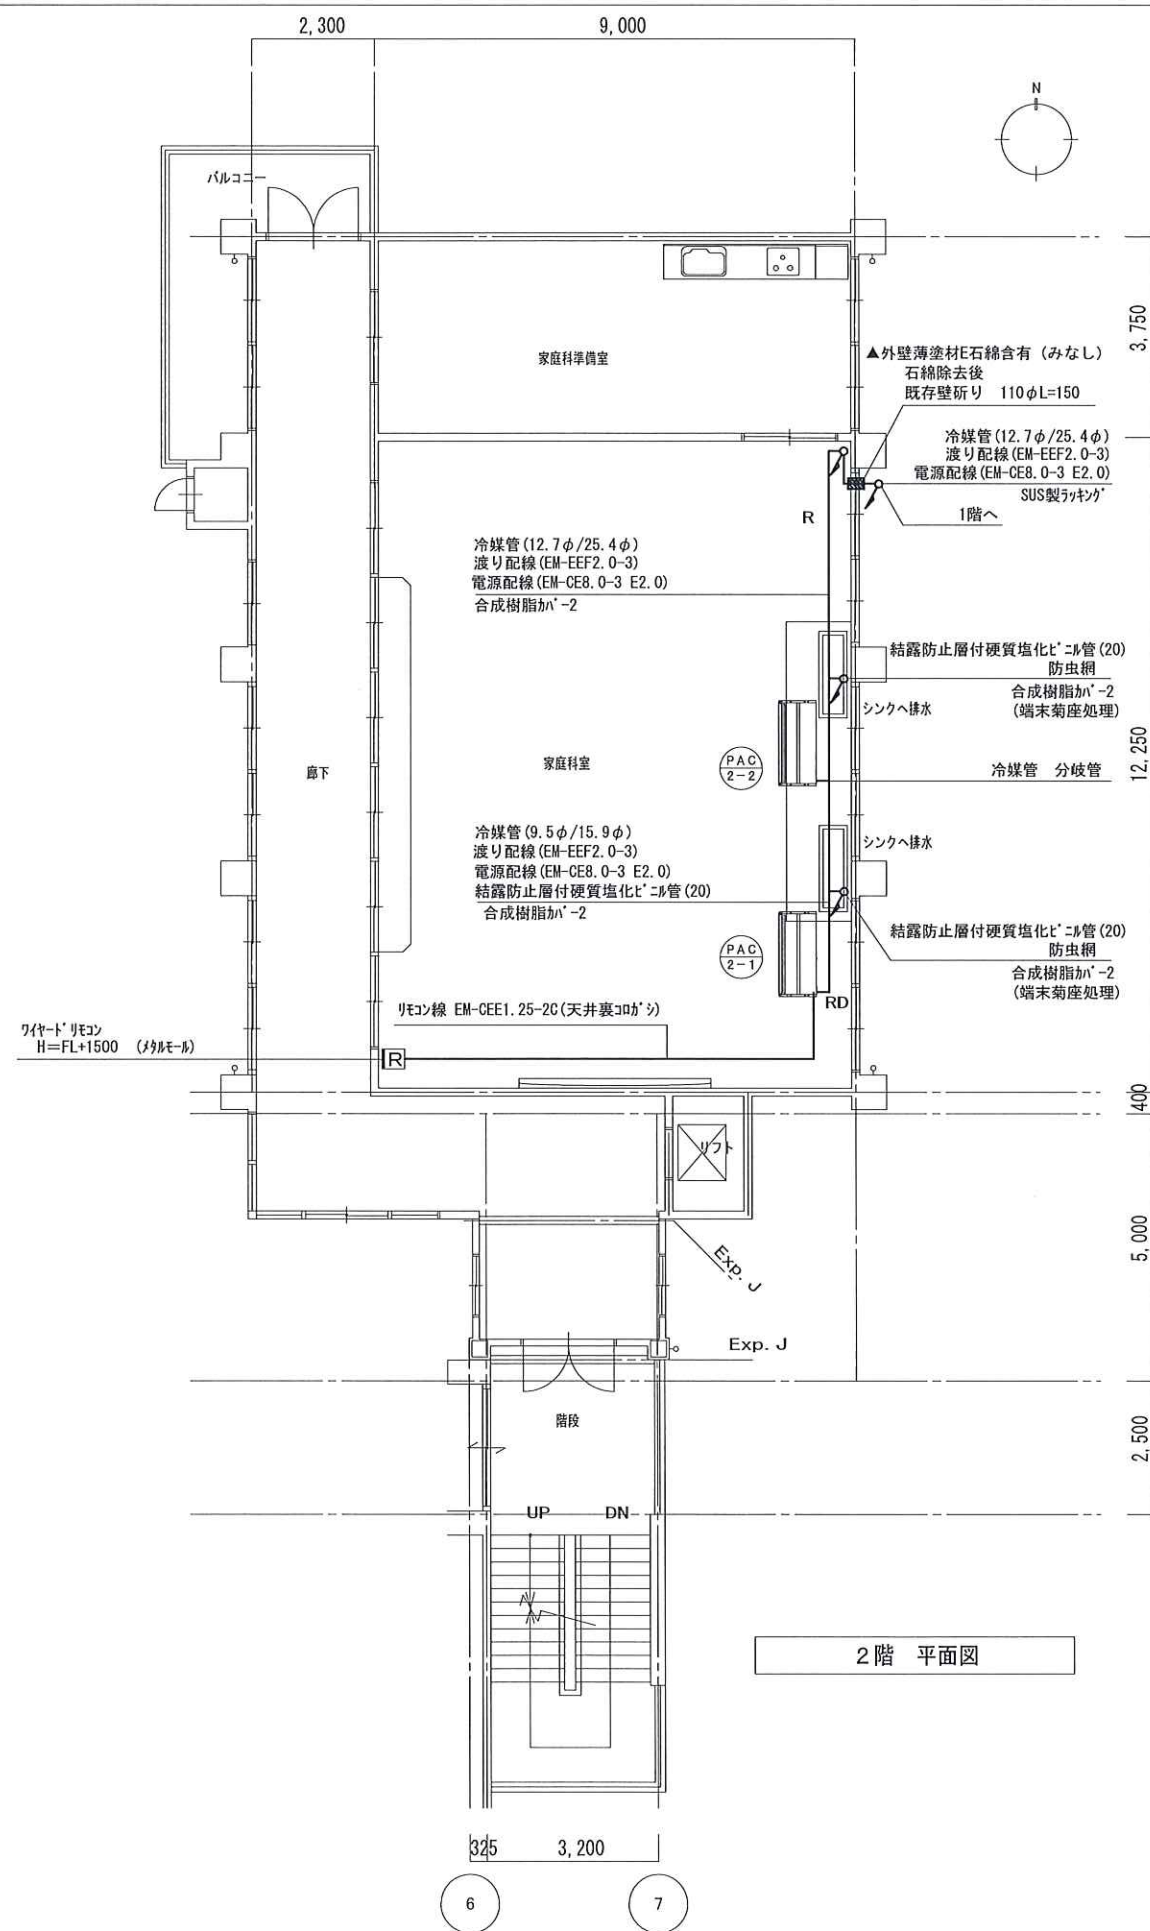 2,300
9,000
N
バルコニー
3,750
家庭科準備室
▲外壁薄塗材E石綿含有（みなし）
石綿除去後
既存壁斫り 110φL=150
冷媒管(12.7φ/25.4φ)
渡り配線(EM-EEF2.0-3)
電源配線(EM-CE8.0-3 E2.0)
SUS製ラッキング
1階へ
R
冷媒管(12.7φ/25.4φ)
渡り配線(EM-EEF2.0-3)
電源配線(EM-CE8.0-3 E2.0)
合成樹脂カバー-2
結露防止層付硬質塩化ビニル管(20)
防虫網
合成樹脂カバー-2
(端末菊座処理)
シンクへ排水
12,250
廊下
家庭科室
PAC
2-2
冷媒管 分岐管
冷媒管(9.5φ/15.9φ)
渡り配線(EM-EEF2.0-3)
電源配線(EM-CE8.0-3 E2.0)
結露防止層付硬質塩化ビニル管(20)
合成樹脂カバー-2
シンクへ排水
結露防止層付硬質塩化ビニル管(20)
防虫網
合成樹脂カバー-2
(端末菊座処理)
PAC
2-1
RD
リモコン線 EM-CEE1.25-2C(天井裏コロガシ)
ワイヤードリモコン
H=FL+1500 (メタルモール)
R
400
リフト
5,000
Exp. J
Exp. J
階段
2,500
UP
DN
2階 平面図
325
3,200
6
7